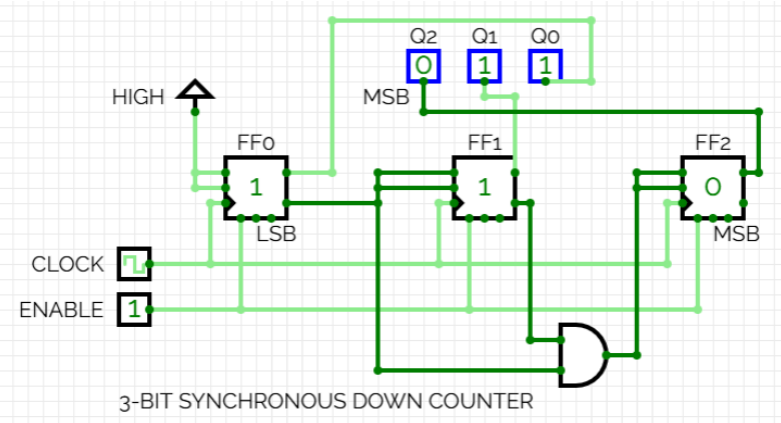 Q2 Q1 Q0
0 1 1
HIGH
MSB
FF0 FF1 FF2
1 1 0
LSB MSB
CLOCK
ENABLE 1
3-BIT SYNCHRONOUS DOWN COUNTER